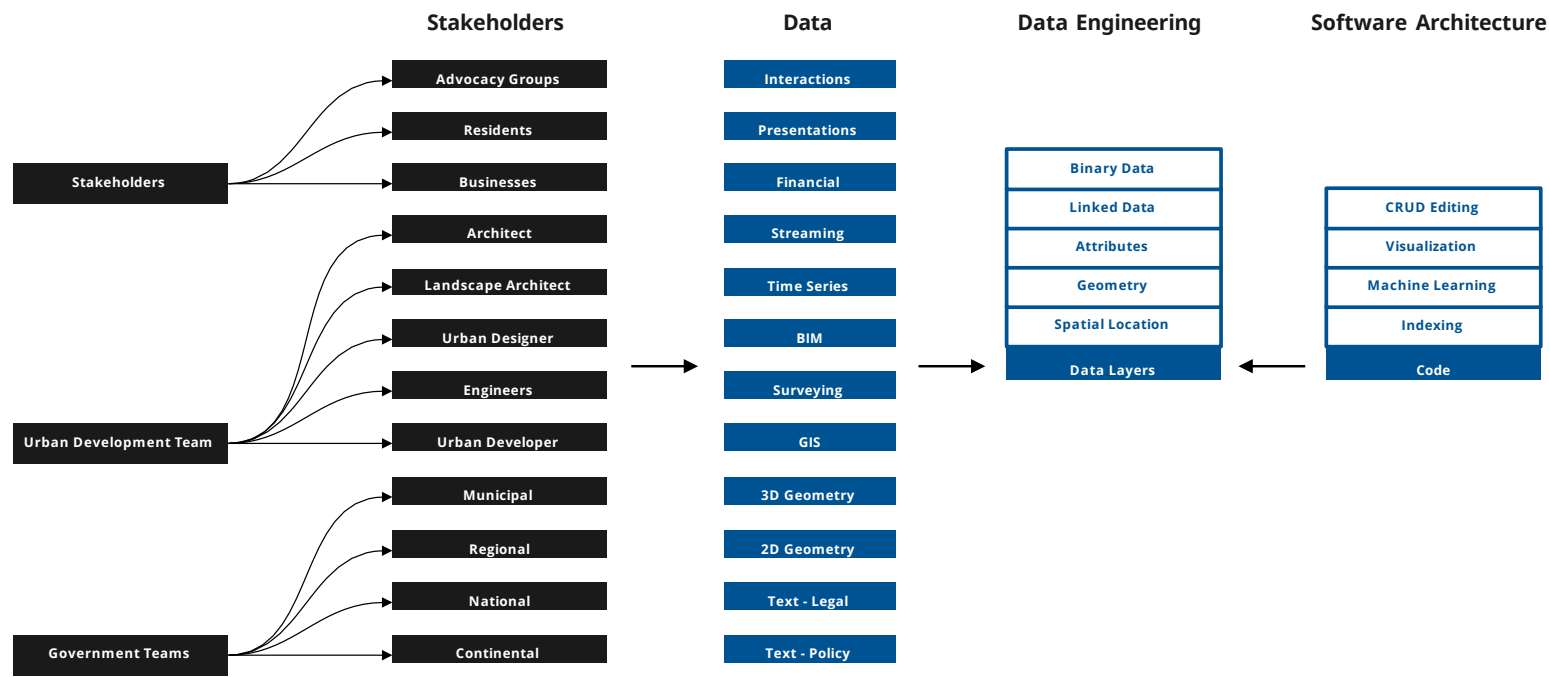 Stakeholders
Data
Data Engineering
Software Architecture
Stakeholders
Urban Development Team
Government Teams
Advocacy Groups
Residents
Businesses
Architect
Landscape Architect
Urban Designer
Engineers
Urban Developer
Municipal
Regional
National
Continental
Interactions
Presentations
Financial
Streaming
Time Series
BIM
Surveying
GIS
3D Geometry
2D Geometry
Text - Legal
Text - Policy
Binary Data
Linked Data
Attributes
Geometry
Spatial Location
Data Layers
CRUD Editing
Visualization
Machine Learning
Indexing
Code